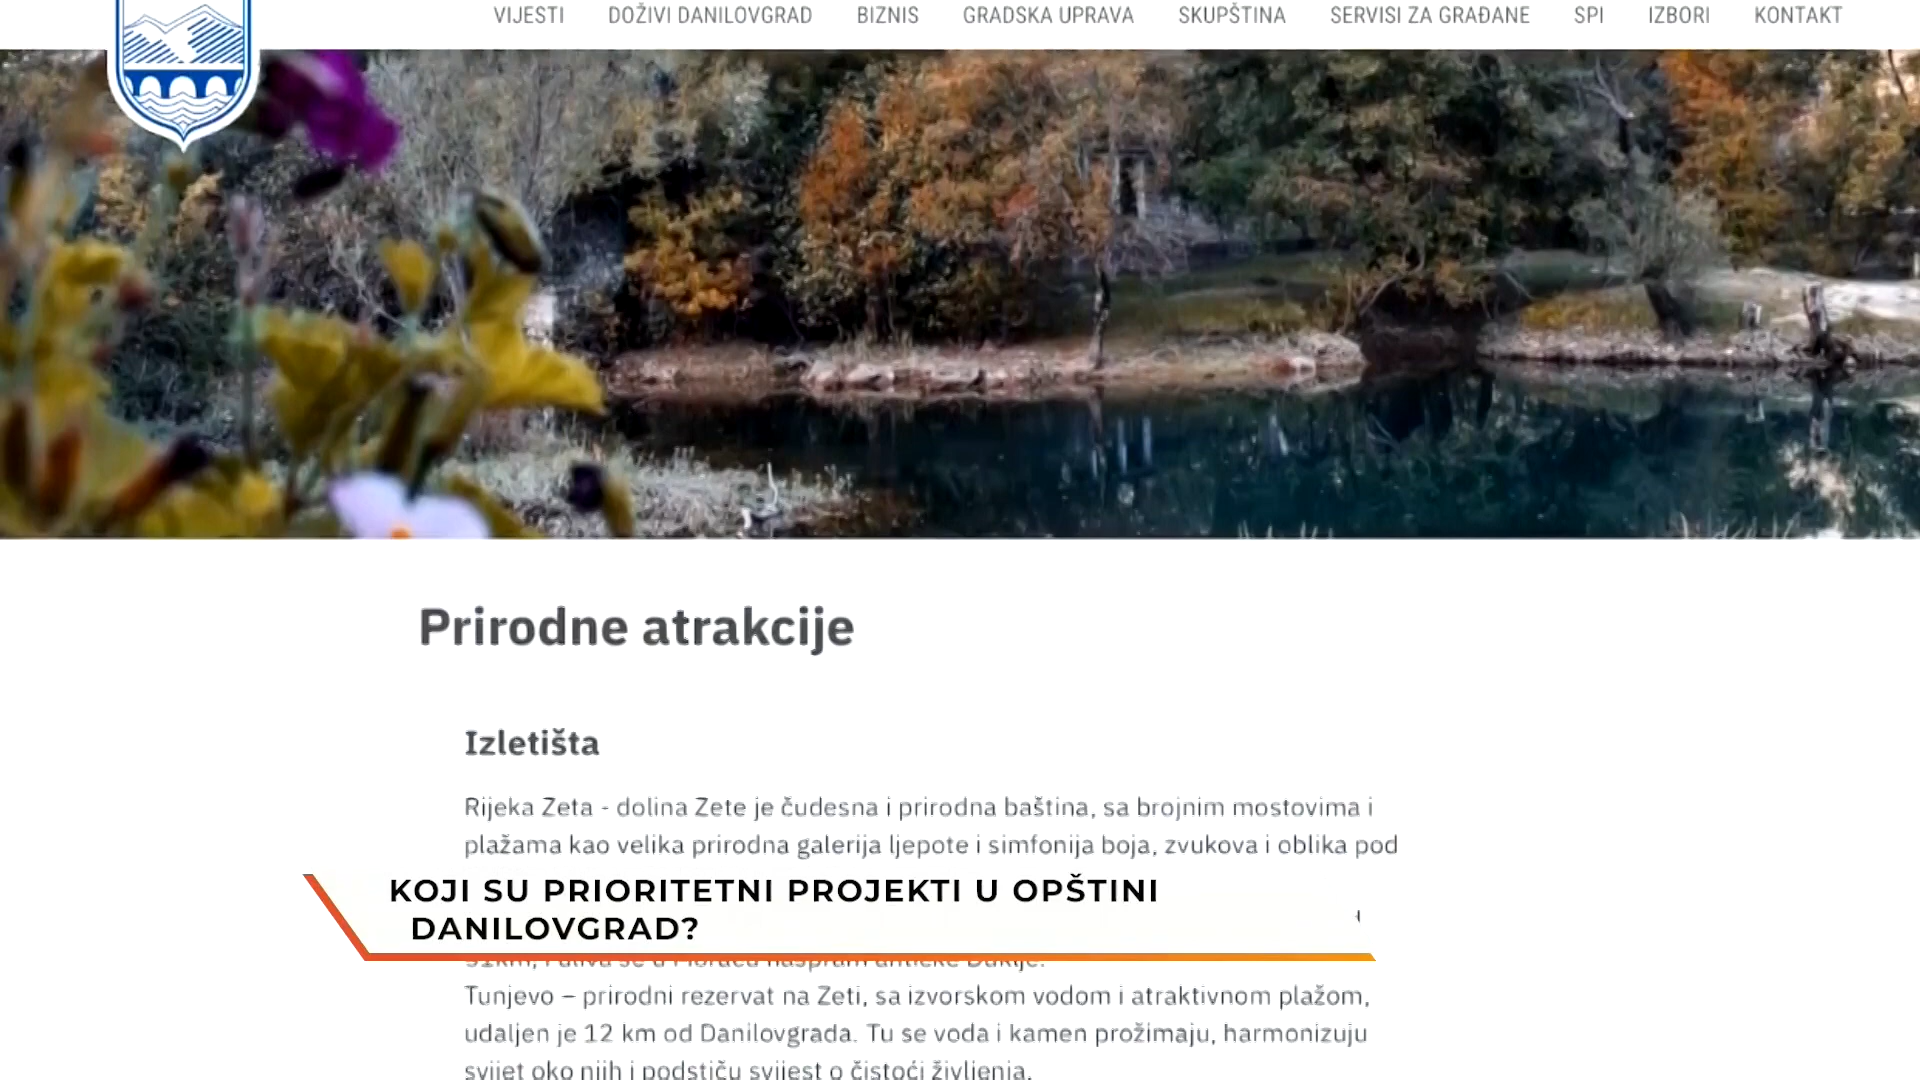 VIJESTI DOŽIVI DANILOVGRAD BIZNIS GRADSKA UPRAVA SKUPŠTINA SERVISI ZA GRAĐANE SPI IZBORI KONTAKT
Prirodne atrakcije
Izletišta
Rijeka Zeta - dolina Zete je čudesna i prirodna baština, sa brojnim mostovima i
plažama kao velika prirodna galerija ljepote i simfonija boja, zvukova i oblika pod
KOJI SU PRIORITETNI PROJEKTI U OPŠTINI
DANILOVGRAD?
Tunjevo – prirodni rezervat na Zeti, sa izvorskom vodom i atraktivnom plažom,
udaljen je 12 km od Danilovgrada. Tu se voda i kamen prožimaju, harmonizuju
svijet oko njih i podstiču svijest o čistoći življenja.